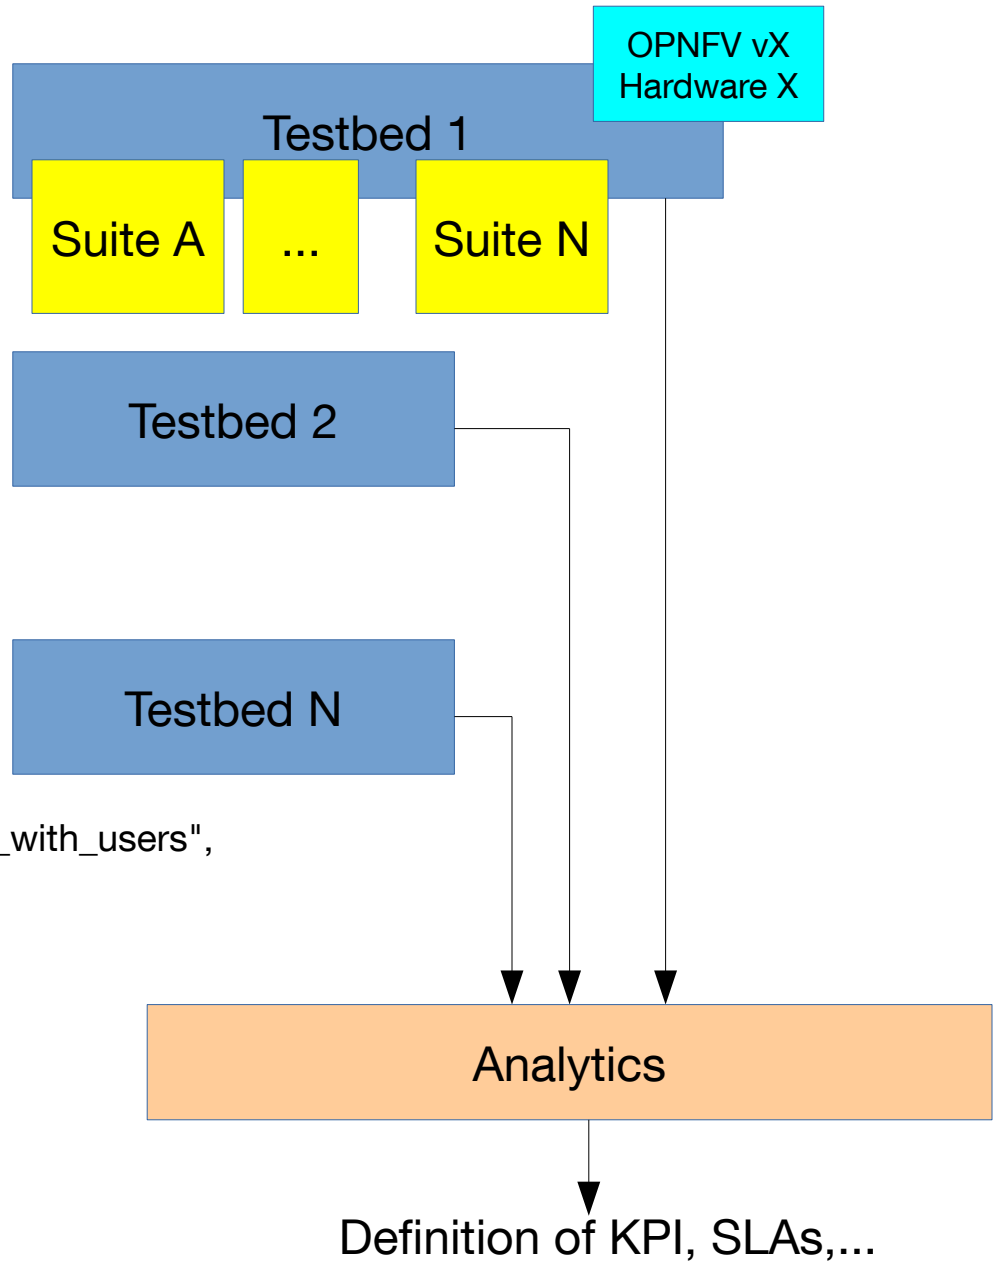 OPNFV vX
Hardware X
Testbed 1
Suite A
...
Suite N
Testbed 2
Testbed N
_with_users",
Analytics
Definition of KPI, SLAs,...